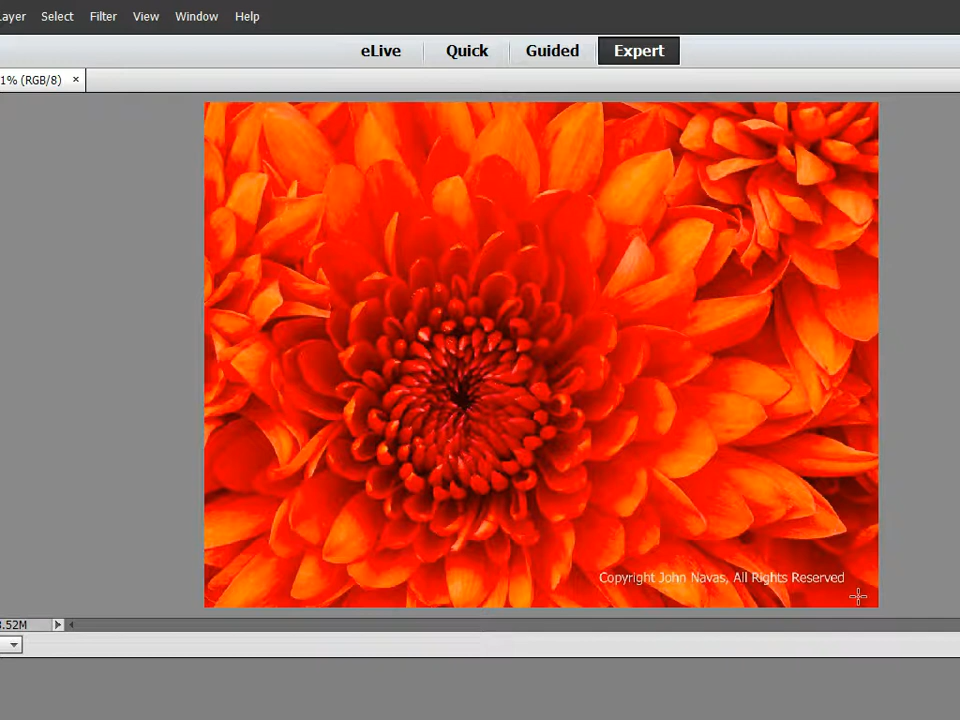 Layer Select Filter View Window Help
eLive Quick Guided Expert
1% (RGB/8) ×
Copyright John Navas, All Rights Reserved
3.52M